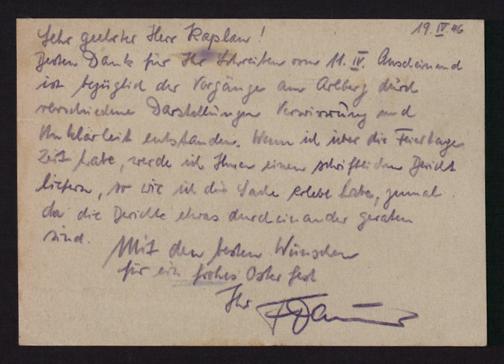 19. IV 46
Sehr geehrter Herr Kaplan!
Besten Dank für Ihr Schreiben vom 11. IV. Anscheinend
ist bezüglich der Vorgänge am Arlberg durch
verschiedene Darstellungen Verwirrung und
Unklarheit entstanden. Wenn ich über die Feiertage
Zeit habe, werde ich Ihnen einen schriftlichen Bericht
liefern, so wie ich die Sache erlebt habe, zumal
da die Berichte etwas durcheinander geraten
sind.
Mit den besten Wünschen
für ein frohes Osterfest
Ihr